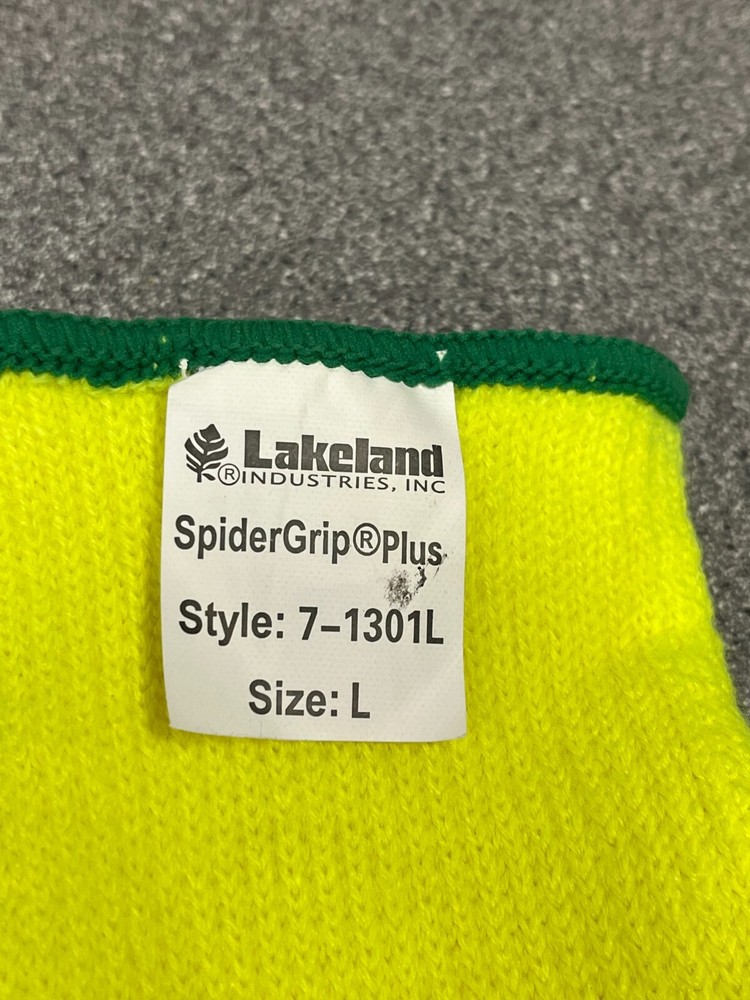 Lakeland
®INDUSTRIES, INC
SpiderGrip®Plus
Style: 7-1301L
Size: L